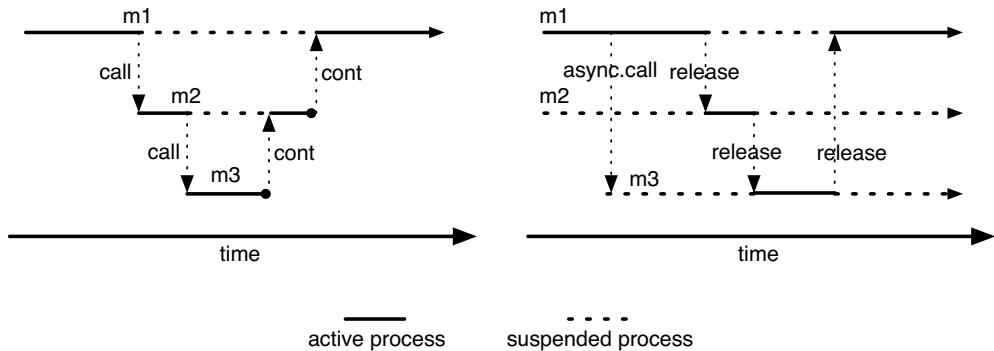 m1
call
cont
m2
call
cont
m3
time
m1
async.call
release
m2
release
release
m3
time
active process
suspended process